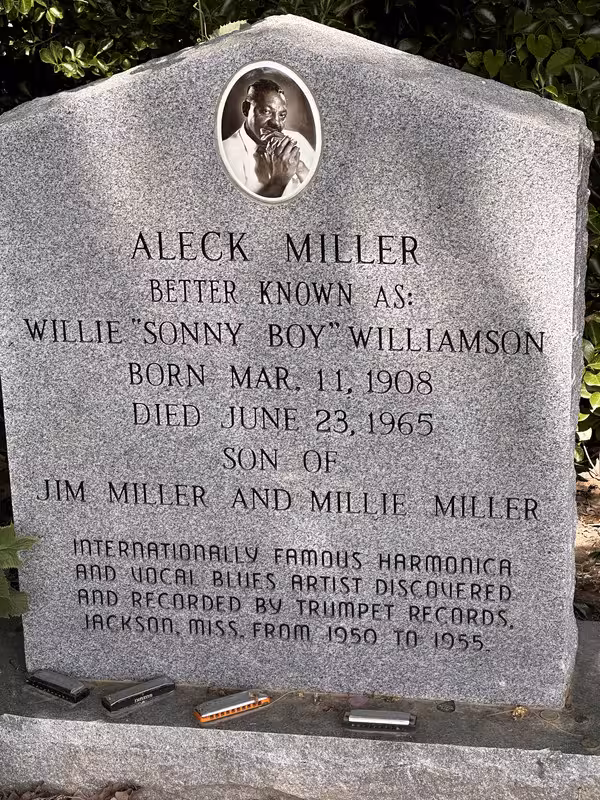 ALECK MILLER
BETTER KNOWN AS:
WILLIE "SONNY BOY" WILLIAMSON
BORN MAR. 11, 1908
DIED JUNE 23, 1965
SON OF
JIM MILLER AND MILLIE MILLER
INTERNATIONALLY FAMOUS HARMONICA
AND VOCAL BLUES ARTIST DISCOVERED
AND RECORDED BY TRUMPET RECORDS,
JACKSON, MISS. FROM 1950 TO 1955.